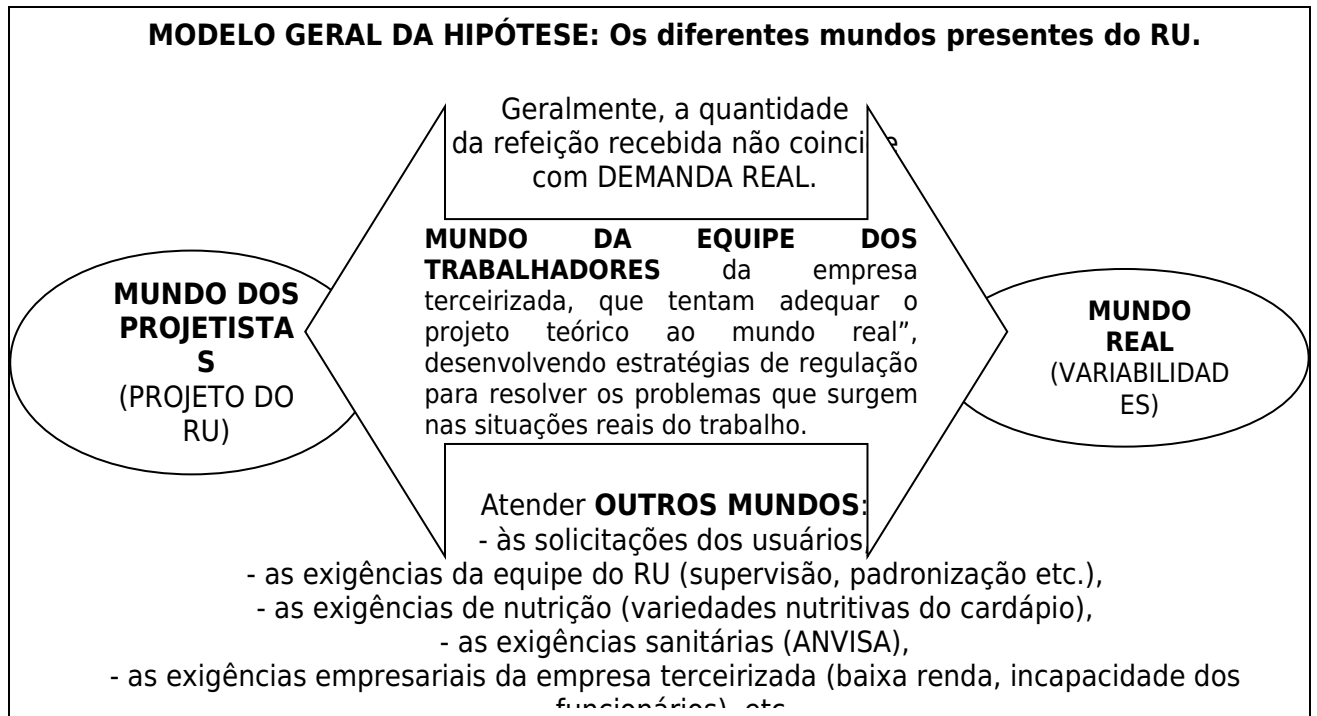 MODELO GERAL DA HIPÓTESE: Os diferentes mundos presentes do RU.
Geralmente, a quantidade
da refeição recebida não coincide
com DEMANDA REAL.
MUNDO DOS
PROJETISTA
S
(PROJETO DO
RU)
MUNDO DA EQUIPE DOS
TRABALHADORES da empresa
terceirizada, que tentam adequar o
projeto teórico ao mundo real”,
desenvolvendo estratégias de regulação
para resolver os problemas que surgem
nas situações reais do trabalho.
MUNDO
REAL
(VARIABILIDAD
ES)
Atender OUTROS MUNDOS:
- às solicitações dos usuários,
- as exigências da equipe do RU (supervisão, padronização etc.),
- as exigências de nutrição (variedades nutritivas do cardápio),
- as exigências sanitárias (ANVISA),
- as exigências empresariais da empresa terceirizada (baixa renda, incapacidade dos
funcionários), etc